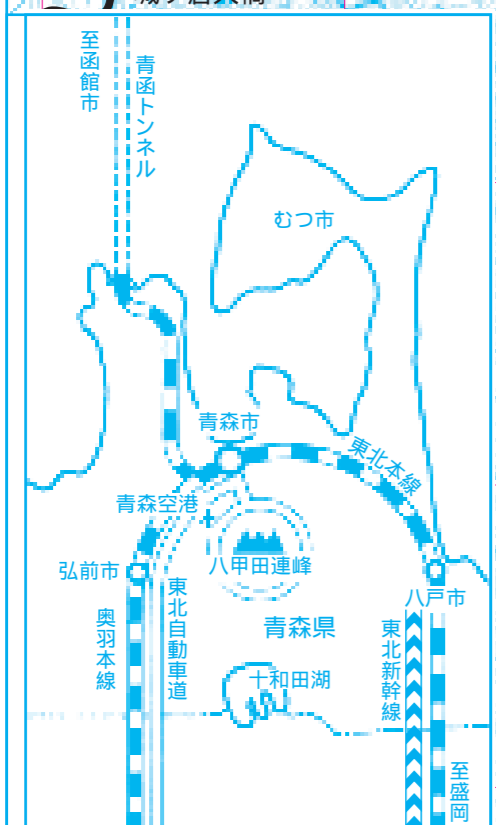 至函館市
青函トンネル
むつ市
青森市
東北本線
青森空港
弘前市
八甲田連峰
八戸市
奥羽本線
東北自動車道
青森県
東北新幹線
十和田湖
至盛岡